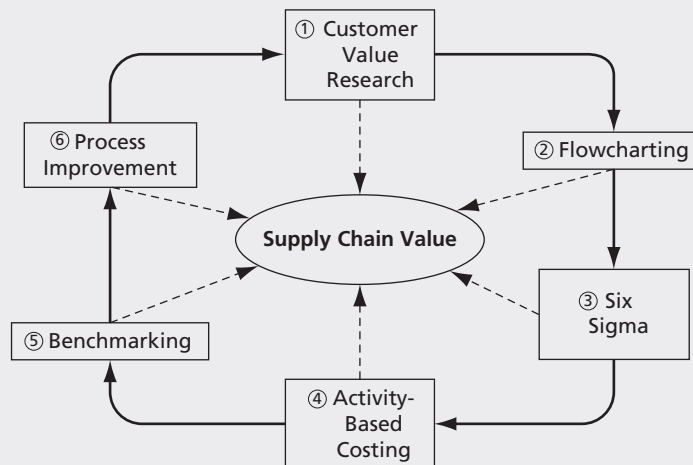 ① Customer
Value
Research
② Flowcharting
③ Six
Sigma
④ Activity-
Based
Costing
⑤ Benchmarking
⑥ Process
Improvement
Supply Chain Value